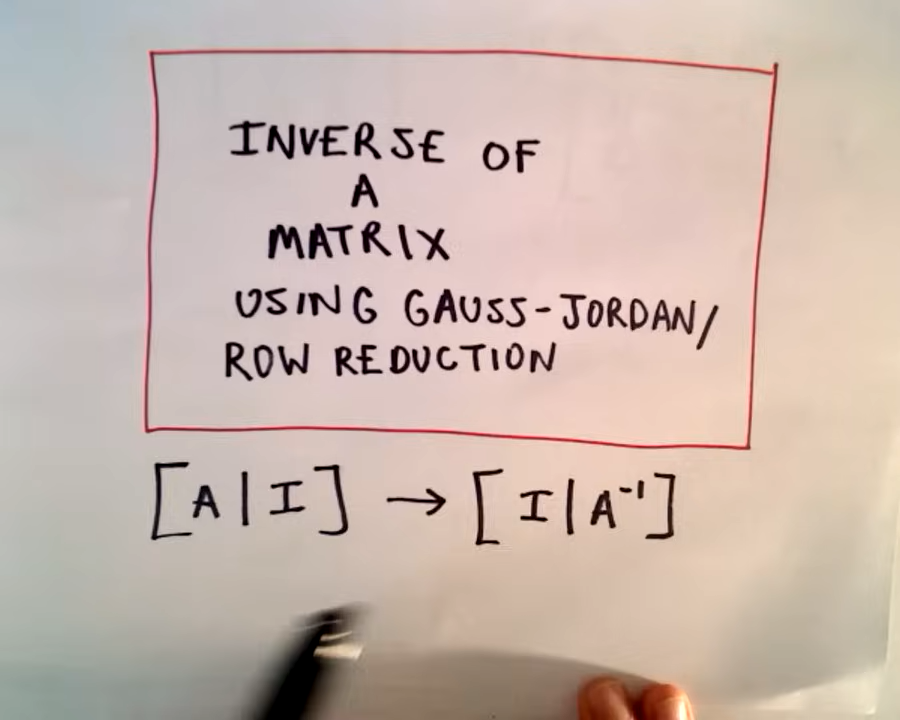 INVERSE OF
A
MATRIX
USING GAUSS-JORDAN/
ROW REDUCTION
[A|I] → [I|A⁻¹]